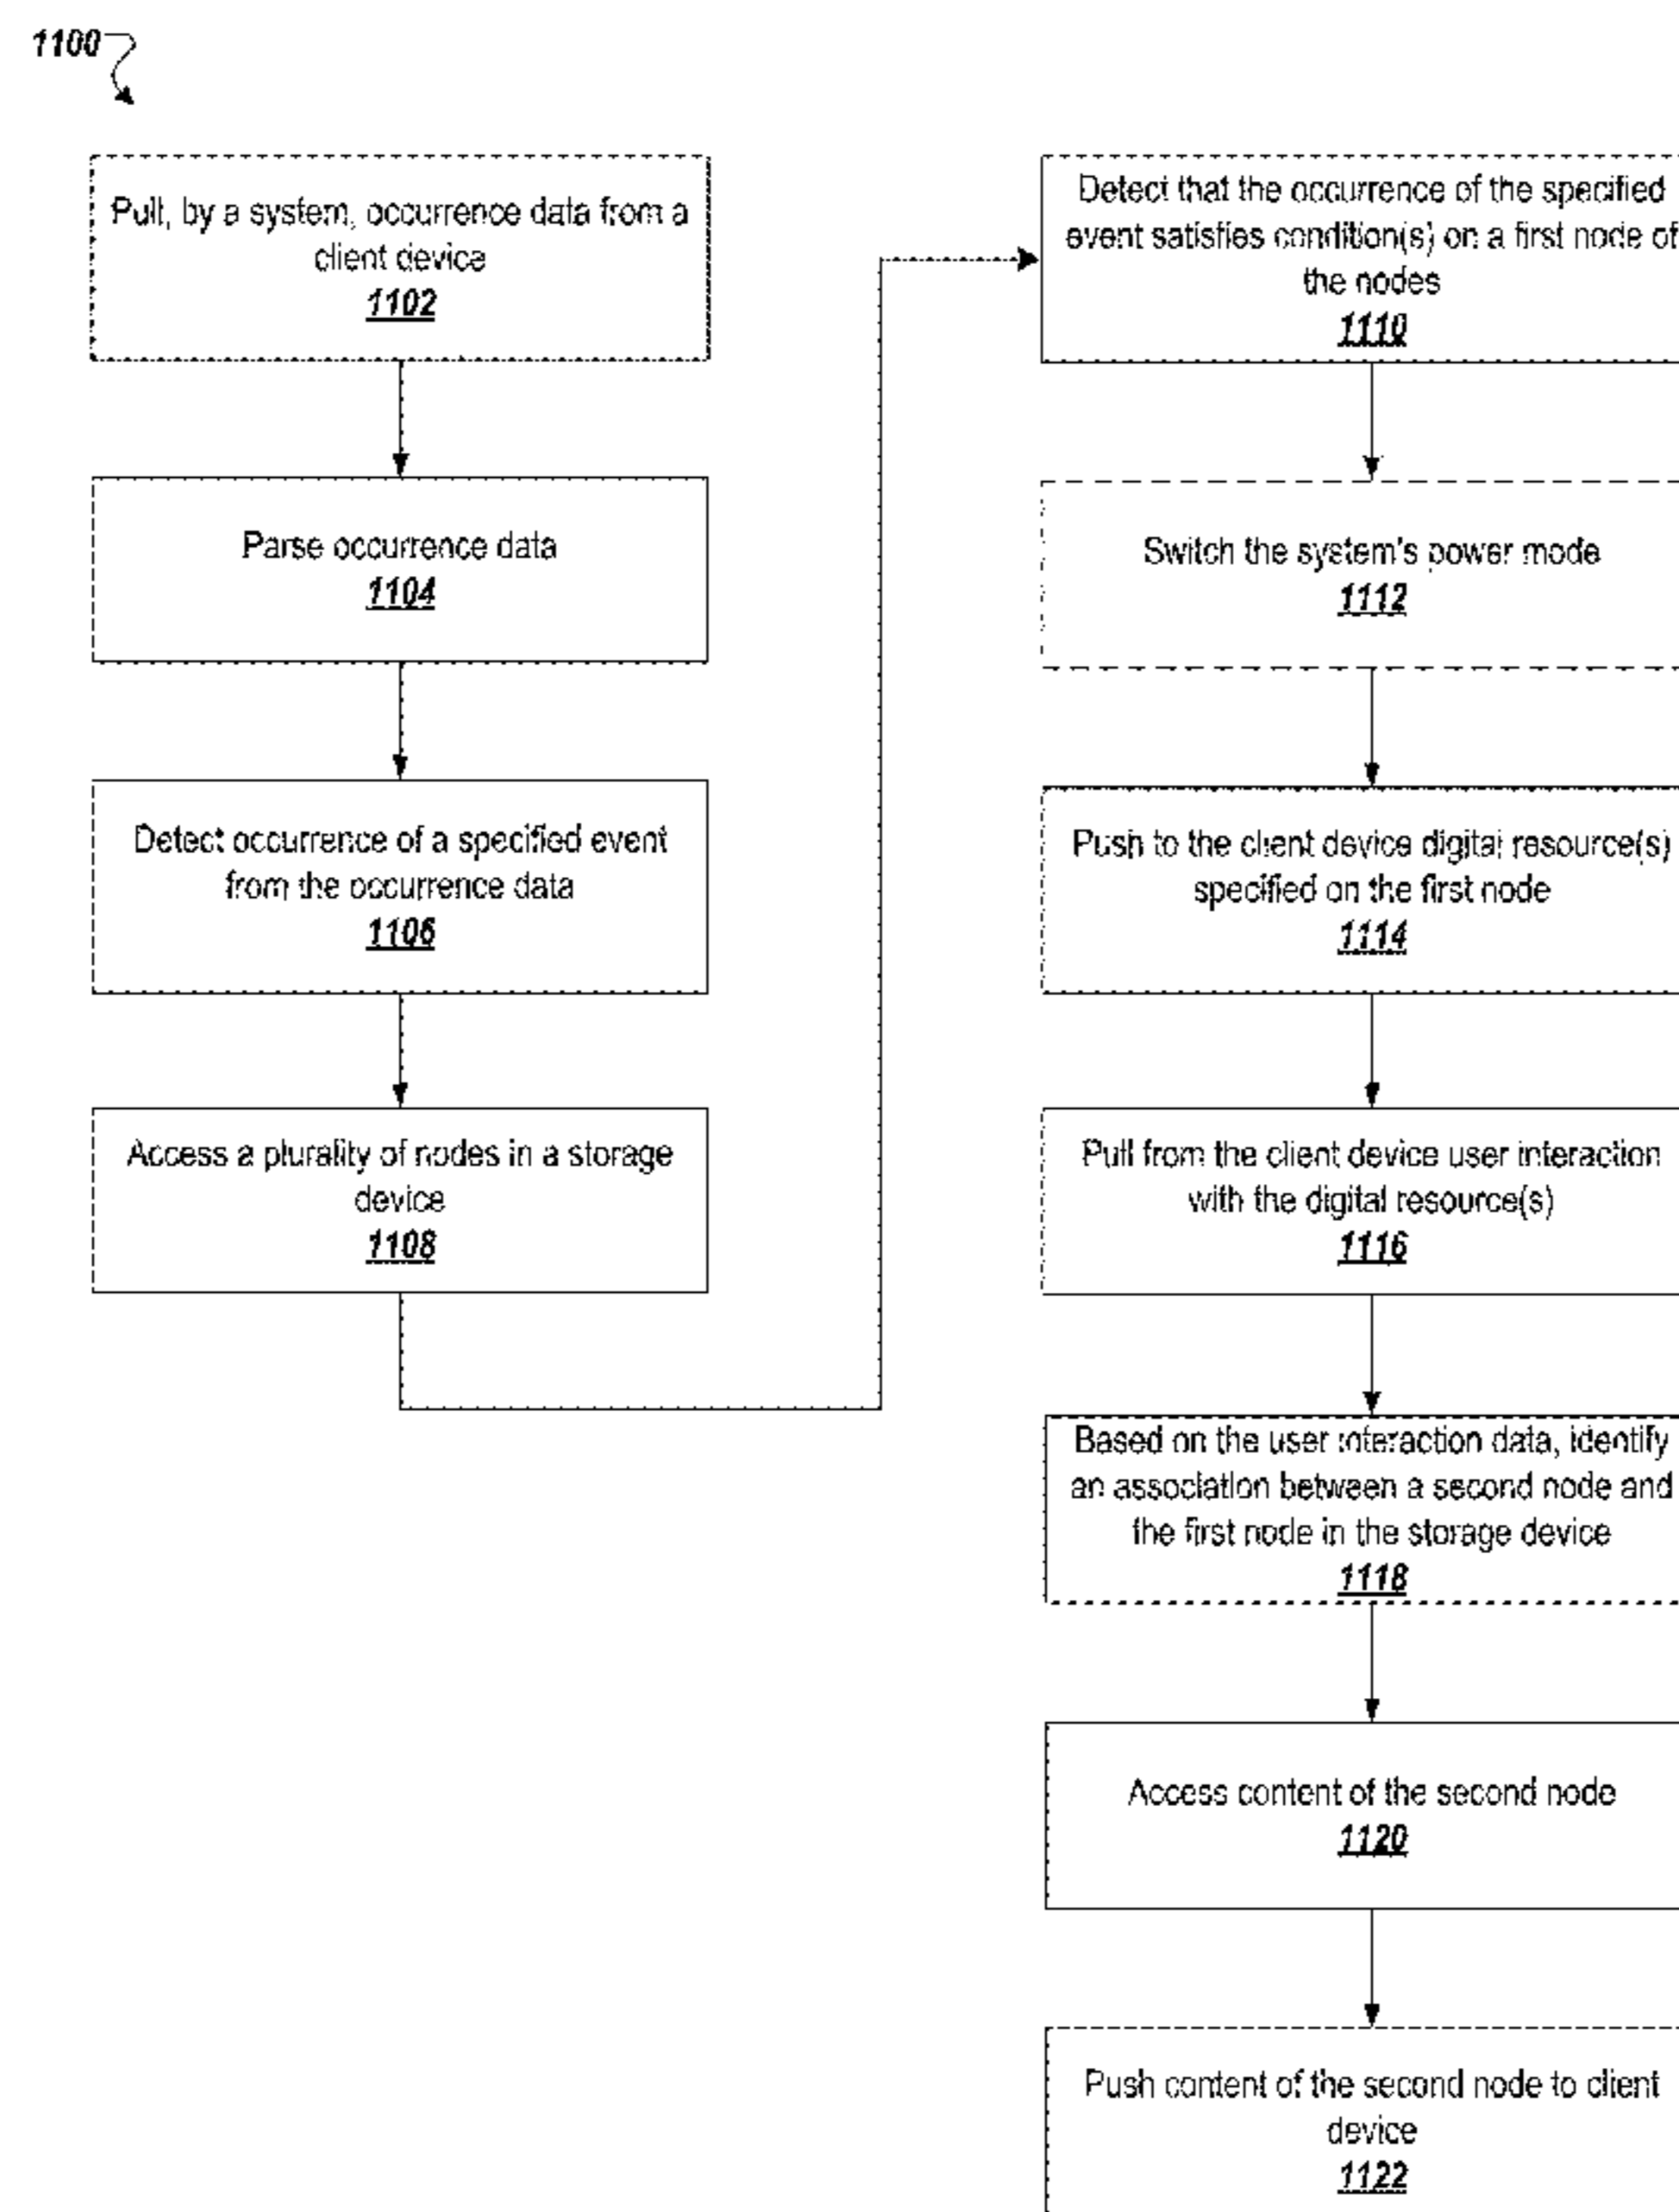 1100
Pull, by a system, occurrence data from a
client device
1102
Parse occurrence data
1104
Detect occurrence of a specified event
from the occurrence data
1106
Access a plurality of nodes in a storage
device
1108
Detect that the occurrence of the specified
event satisfies condition(s) on a first node of
the nodes
1110
Switch the system's power mode
1112
Push to the client device digital resource(s)
specified on the first node
1114
Pull from the client device user interaction
with the digital resource(s)
1116
Based on the user interaction data, identify
an association between a second node and
the first node in the storage device
1118
Access content of the second node
1120
Push content of the second node to client
device
1122